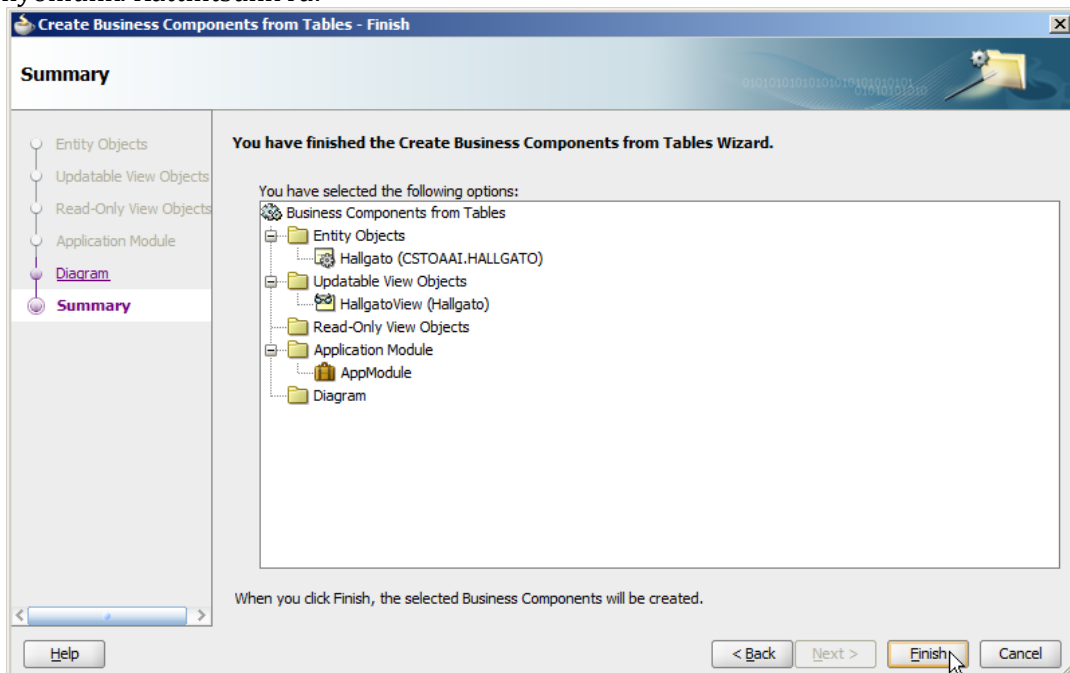 Create Business Components from Tables - Finish
Summary
Entity Objects
Updatable View Objects
Read-Only View Objects
Application Module
Diagram
Summary
You have finished the Create Business Components from Tables Wizard.
You have selected the following options:
Business Components from Tables
Entity Objects
Hallgato (CSTOAAI.HALLGATO)
Updatable View Objects
HallgatoView (Hallgato)
Read-Only View Objects
Application Module
AppModule
Diagram
When you click Finish, the selected Business Components will be created.
Help
< Back
Next >
Finish
Cancel